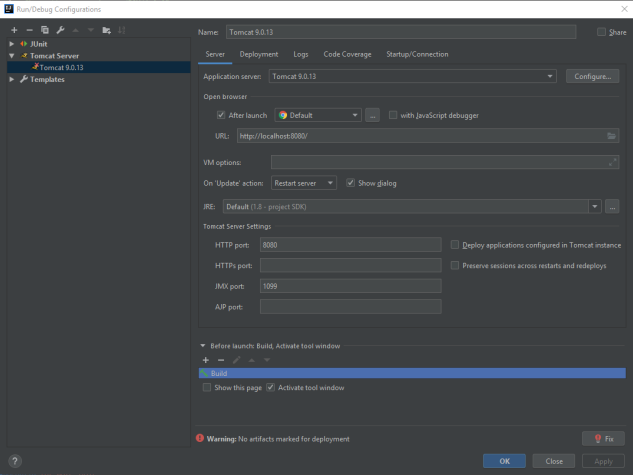 Run/Debug Configurations
Name: Tomcat 9.0.13 Share
JUnit
Tomcat Server
Tomcat 9.0.13
Templates
Server Deployment Logs Code Coverage Startup/Connection
Application server: Tomcat 9.0.13 Configure...
Open browser
After launch Default ... with JavaScript debugger
URL: http://localhost:8080/
VM options:
On 'Update' action: Restart server Show dialog
JRE: Default (1.8 - project SDK) ...
Tomcat Server Settings
HTTP port: 8080 Deploy applications configured in Tomcat instance
HTTPs port: Preserve sessions across restarts and redeploys
JMX port: 1099
AJP port:
Before launch: Build, Activate tool window
Build
Show this page Activate tool window
Warning: No artifacts marked for deployment Fix
? OK Close Apply